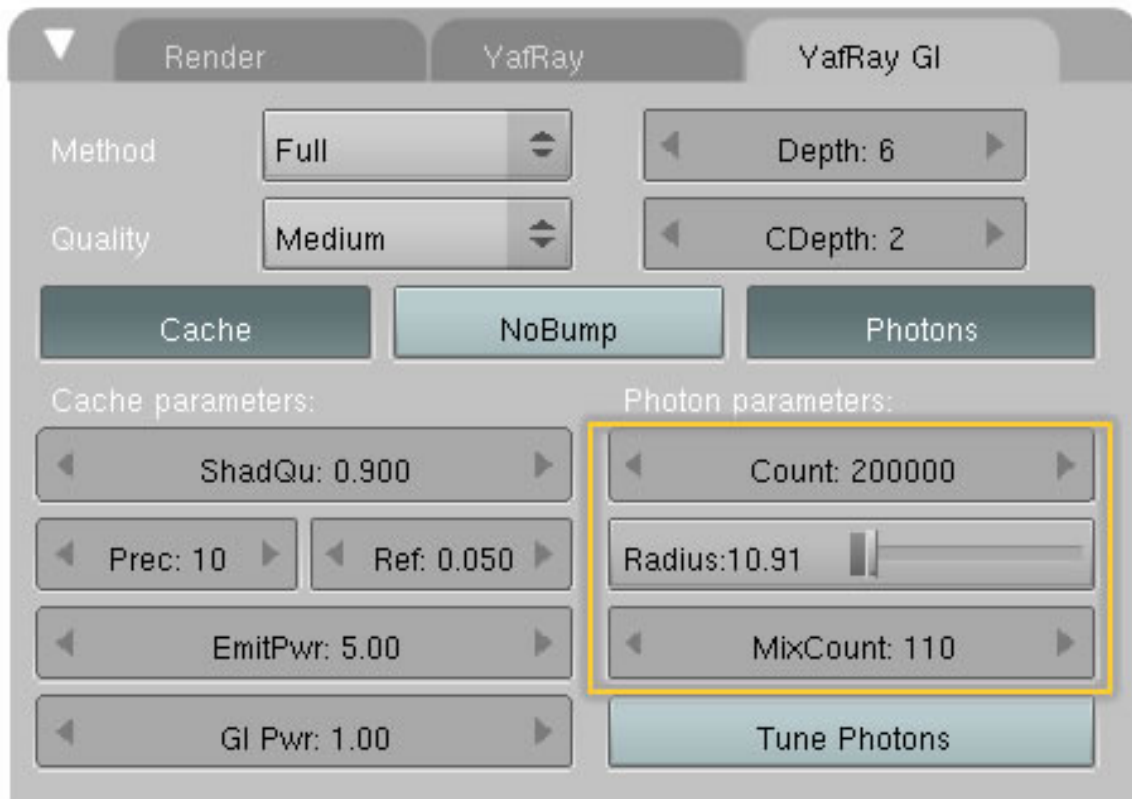 Render YafRay YafRay GI
Method Full Depth: 6
Quality Medium CDepth: 2
Cache NoBump Photons
Cache parameters: Photon parameters:
ShadQu: 0.900 Count: 200000
Prec: 10 Ref: 0.050 Radius:10.91
EmitPwr: 5.00 MixCount: 110
GI Pwr: 1.00 Tune Photons